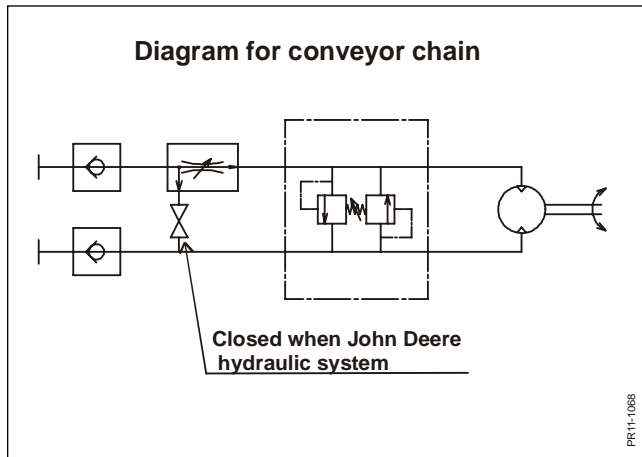 Diagram for conveyor chain
Closed when John Deere
hydraulic system
PR11-1068